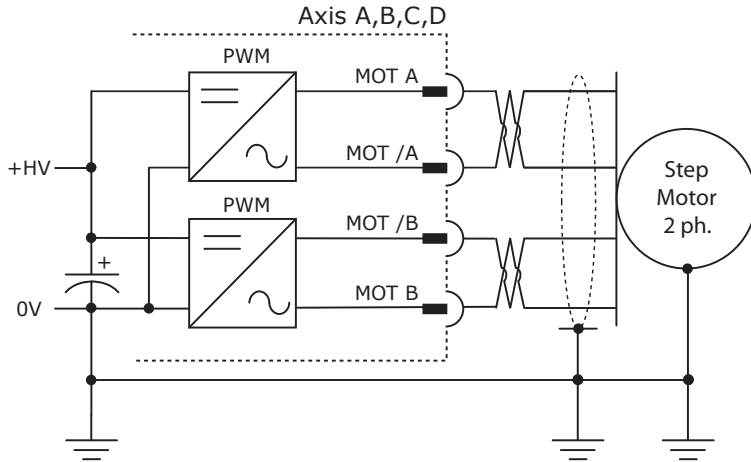 Axis A,B,C,D
PWM
MOT A
+HV
MOT /A
Step
Motor
2 ph.
PWM
MOT /B
+
0V
MOT B